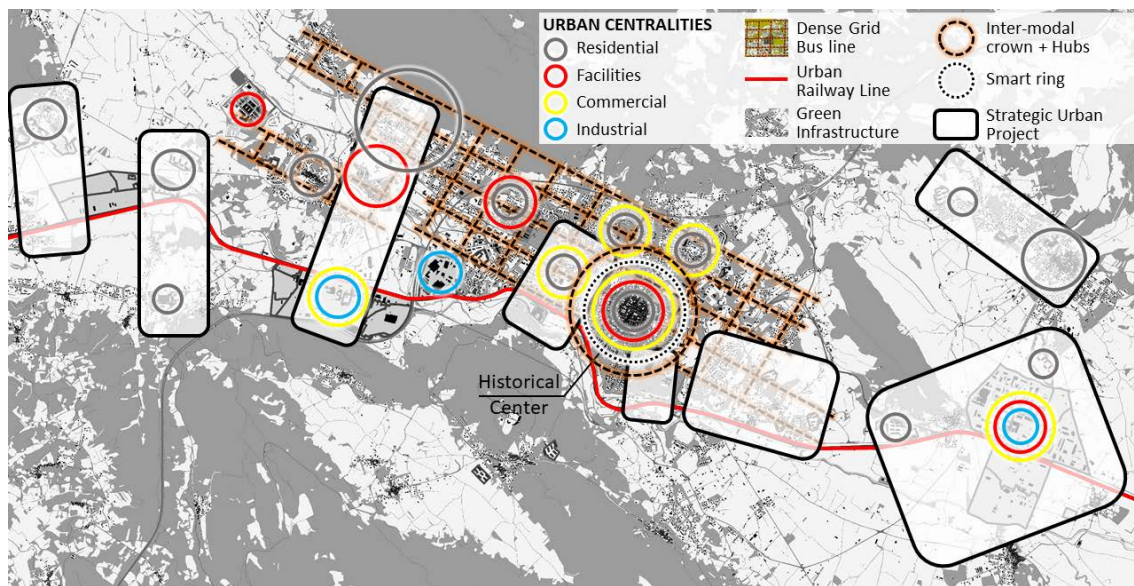 URBAN CENTRALITIES
Residential
Facilities
Commercial
Industrial
Dense Grid
Bus line
Urban
Railway Line
Green
Infrastructure
Inter-modal
crown + Hubs
Smart ring
Strategic Urban
Project
Historical
Center